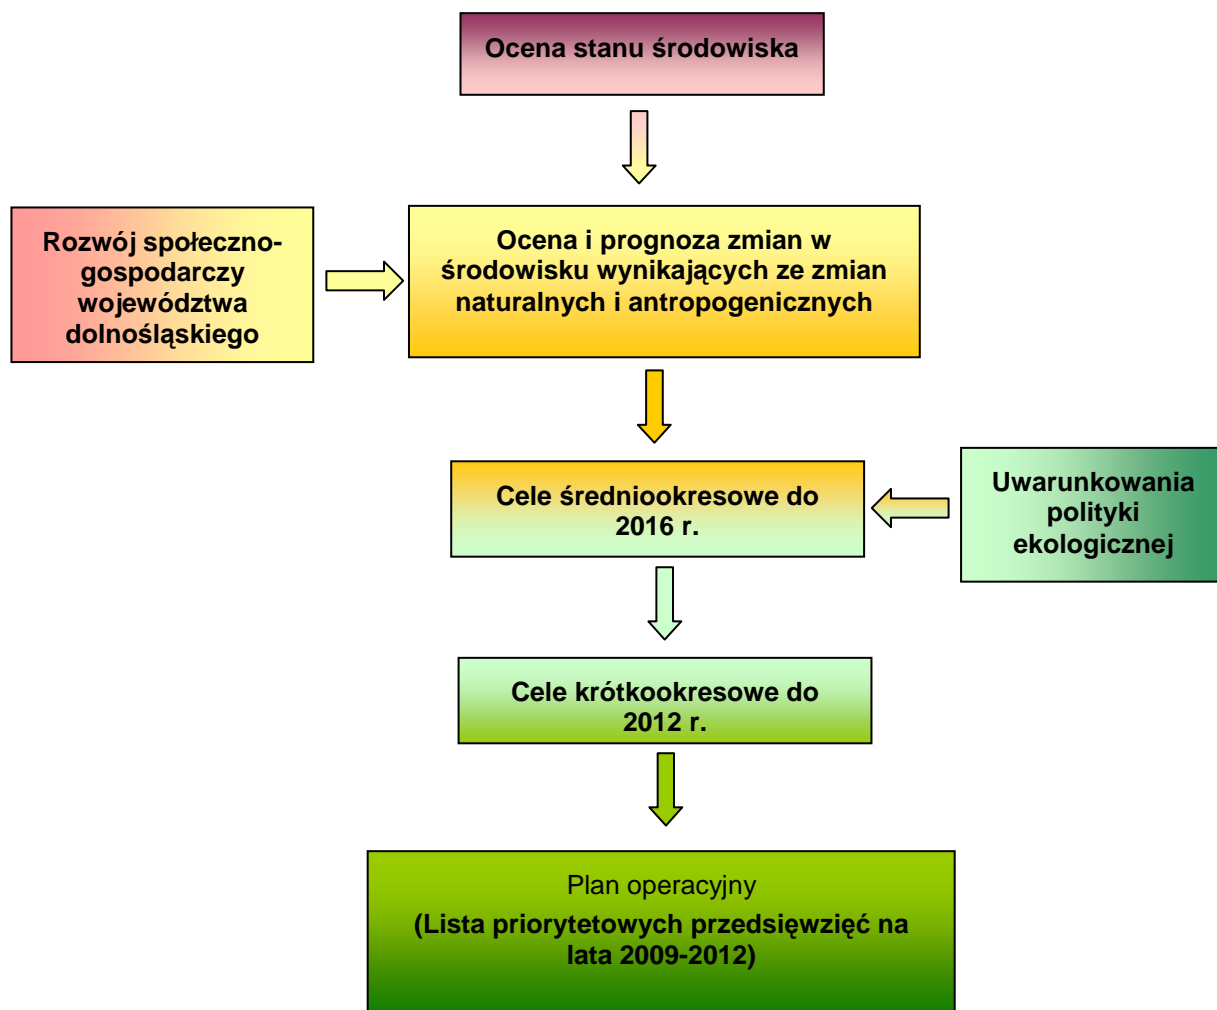 Ocena stanu środowiska
Rozwój społeczno-
gospodarczy
województwa
dolnośląskiego
Ocena i prognoza zmian w
środowisku wynikających ze zmian
naturalnych i antropogenicznych
Cele średniookresowe do
2016 r.
Uwarunkowania
polityki
ekologicznej
Cele krótkookresowe do
2012 r.
Plan operacyjny
(Lista priorytetowych przedsięwzięć na
lata 2009-2012)